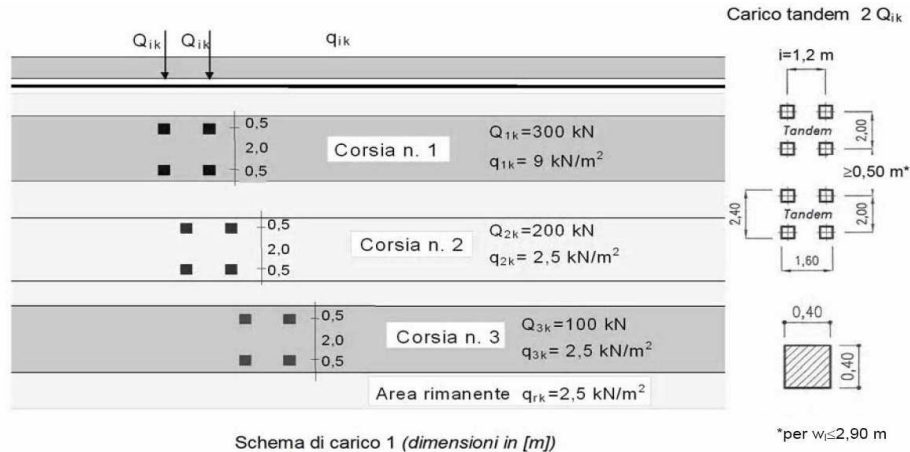 Carico tandem 2 Qik
Qik Qik qik
i=1,2 m
0,5
2,0
0,5
Corsia n. 1
Q1k=300 kN
q1k= 9 kN/m²
Tandem
2,00
≥0,50 m*
0,5
2,0
0,5
Corsia n. 2
Q2k=200 kN
q2k= 2,5 kN/m²
2,40
Tandem
2,00
1,60
0,5
2,0
0,5
Corsia n. 3
Q3k=100 kN
q3k= 2,5 kN/m²
0,40
0,40
Area rimanente qrk=2,5 kN/m²
Schema di carico 1 (dimensioni in [m])
*per wl≤2,90 m